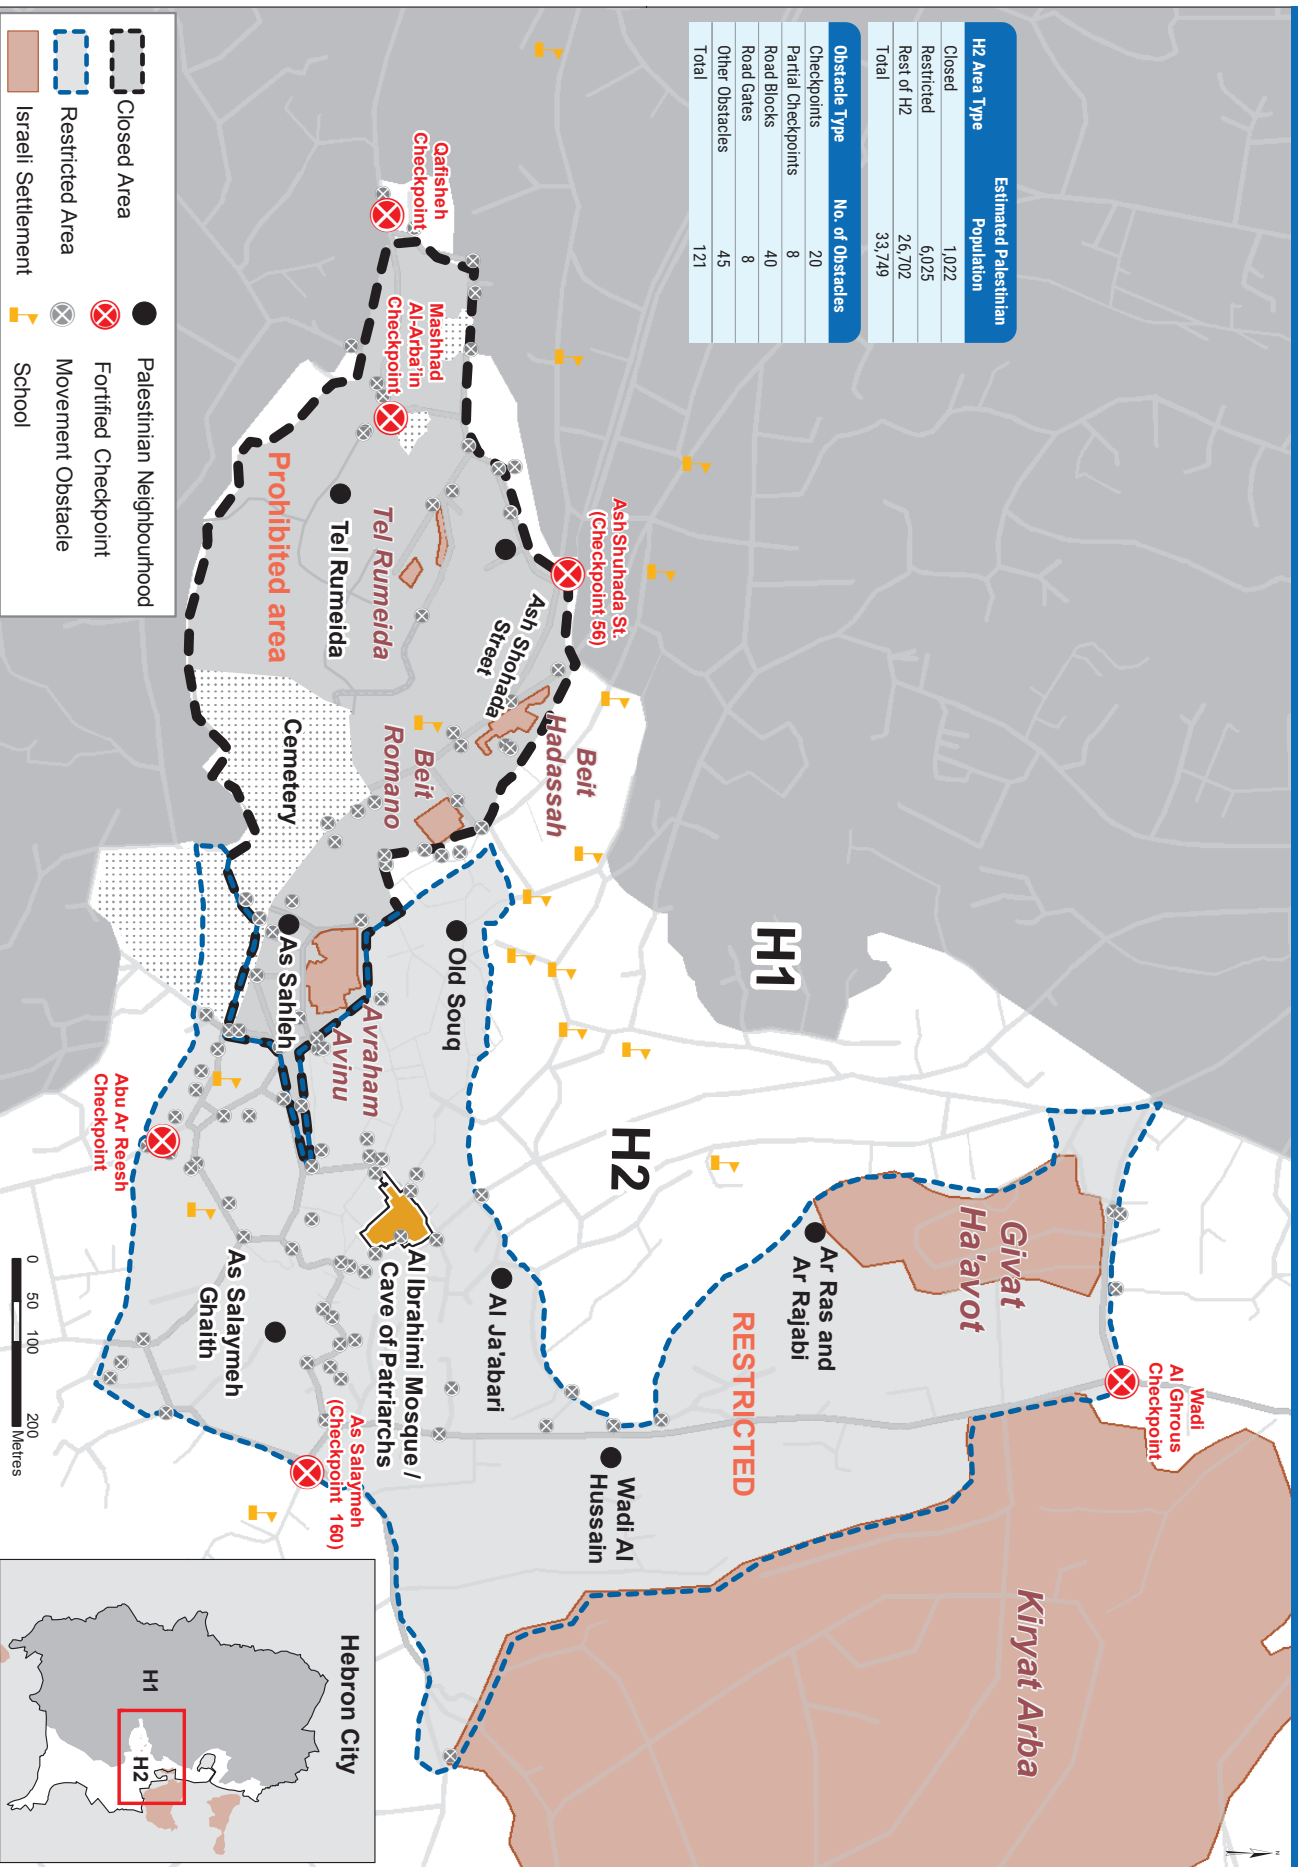 H2 Area Type Estimated Palestinian
Population
Closed 1,022
Restricted 6,025
Rest of H2 26,702
Total 33,749
Obstacle Type No. of Obstacles
Checkpoints 20
Partial Checkpoints 8
Road Blocks 40
Road Gates 8
Other Obstacles 45
Total 121
H1
H2
Qafisheh
Checkpoint
Mashhad
Al-Arba'in
Checkpoint
Ash Shuhada St.
(Checkpoint 56)
Prohibited area
Tel Rumeida
Tel Rumeida
Ash Shohada
Street
Beit
Hadassah
Beit
Romano
Cemetery
Old Souq
As Sahleh
Avraham
Avinu
Abu Ar Reesh
Checkpoint
Givat
Ha'avot
Ar Ras and
Ar Rajabi
Wadi
Al Ghrous
Checkpoint
RESTRICTED
Al Ja'abari
Al Ibrahimi Mosque /
Cave of Patriarchs
As Salaymeh
Ghaith
As Salaymeh
(Checkpoint 160)
Wadi Al
Hussain
Kiryat Arba
Closed Area
Restricted Area
Israeli Settlement
Palestinian Neighbourhood
Fortified Checkpoint
Movement Obstacle
School
0 50 100 200
Metres
Hebron City
H1
H2
N